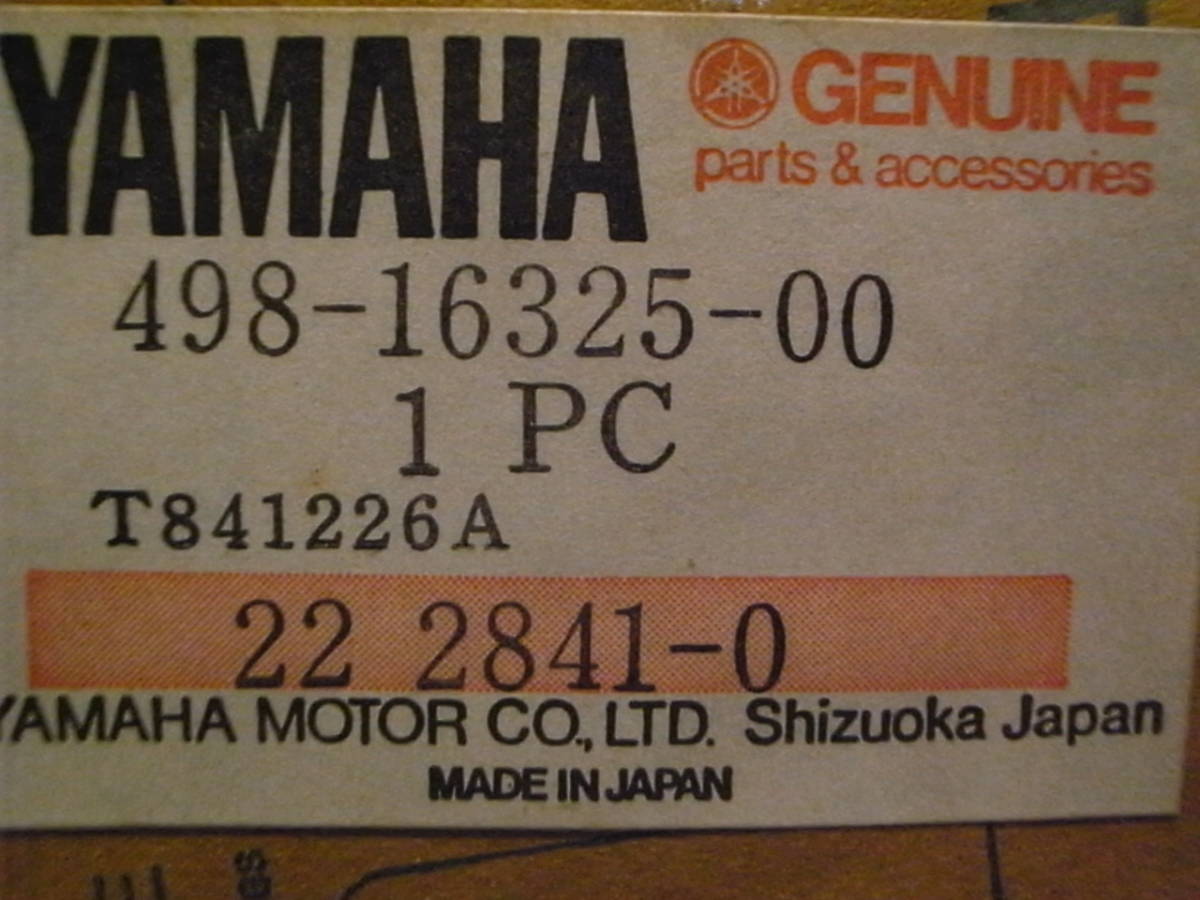 YAMAHA
GENUINE
parts & accessories
498-16325-00
1 PC
T841226A
22 2841-0
YAMAHA MOTOR CO., LTD. Shizuoka Japan
MADE IN JAPAN